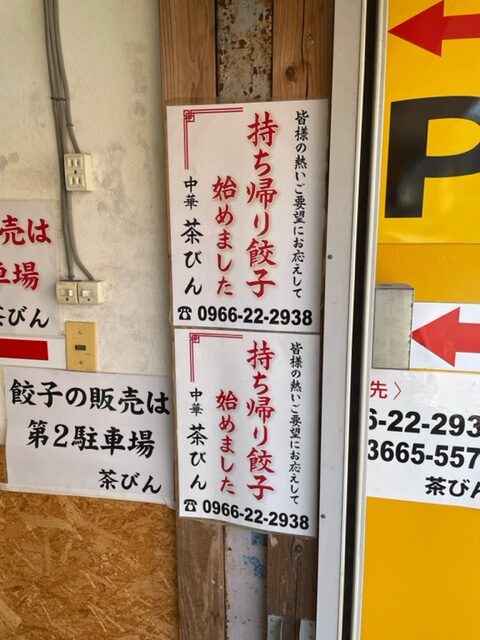 皆様の熱いご要望にお応えして
持ち帰り餃子
始めました
中華 茶びん
☎ 0966-22-2938
皆様の熱いご要望にお応えして
持ち帰り餃子
始めました
中華 茶びん
☎ 0966-22-2938
売は
車場
茶びん
餃子の販売は
第2駐車場
茶びん
P
先〉
6-22-293
3665-557
茶びん